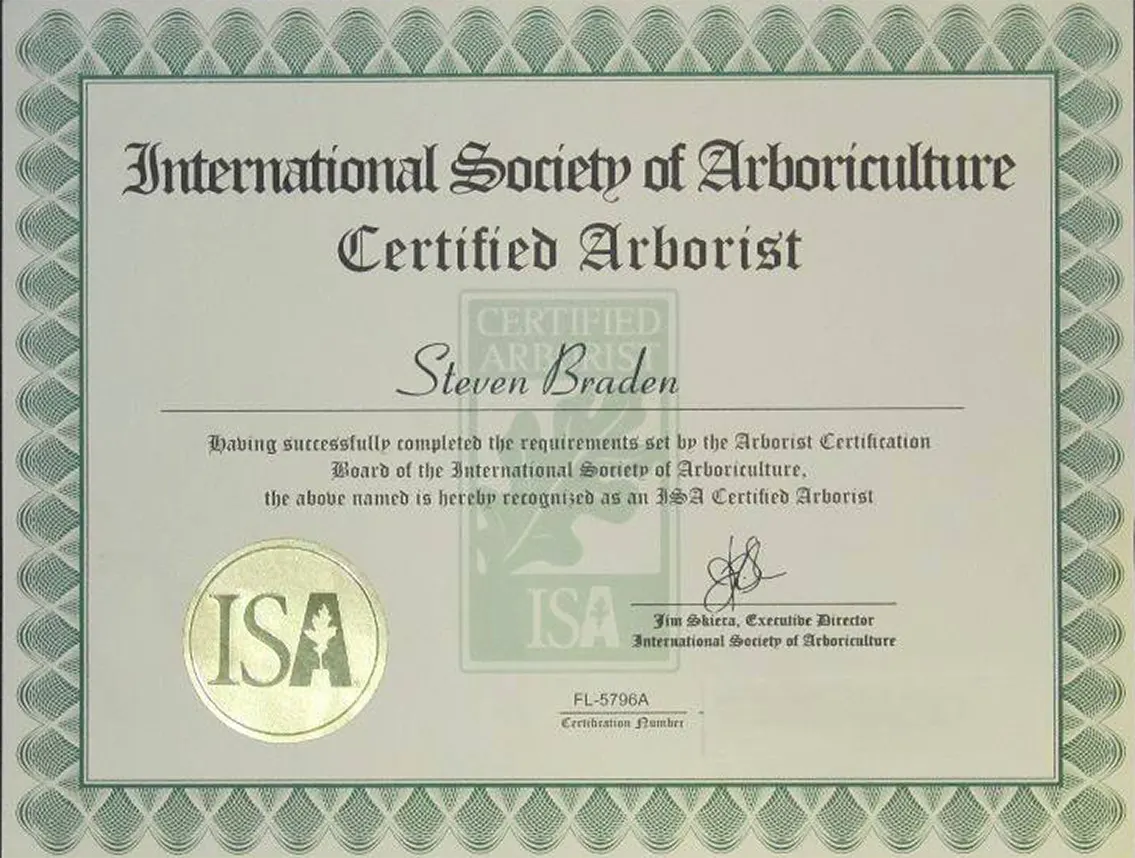 International Society of Arboriculture
Certified Arborist
CERTIFIED
ARBORIST
Steven Braden
Having successfully completed the requirements set by the Arborist Certification
Board of the International Society of Arboriculture,
the above named is hereby recognized as an ISA Certified Arborist
ISA
ISA
Jim Skiera, Executive Director
International Society of Arboriculture
FL-5796A
Certification Number